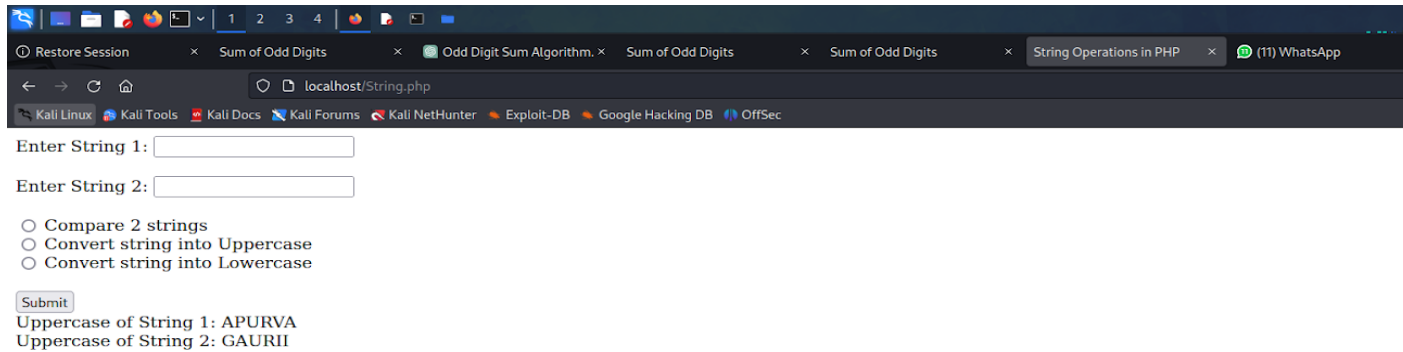 1 2 3 4
Restore Session × Sum of Odd Digits × Odd Digit Sum Algorithm. × Sum of Odd Digits × Sum of Odd Digits × String Operations in PHP × (11) WhatsApp
localhost/String.php
Kali Linux Kali Tools Kali Docs Kali Forums Kali NetHunter Exploit-DB Google Hacking DB OffSec
Enter String 1:
Enter String 2:
Compare 2 strings
Convert string into Uppercase
Convert string into Lowercase
Submit
Uppercase of String 1: APURVA
Uppercase of String 2: GAURII